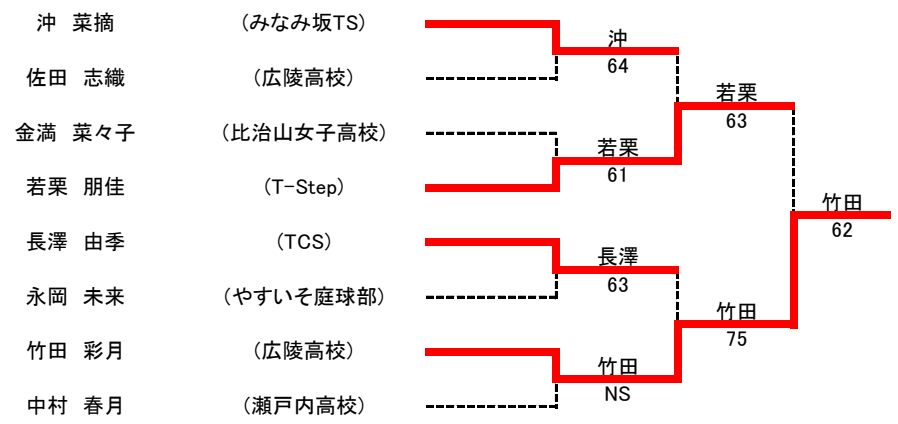 沖 菜摘 (みなみ坂TS)
佐田 志織 (広陵高校)
金満 菜々子 (比治山女子高校)
若栗 朋佳 (T-Step)
長澤 由季 (TCS)
永岡 未来 (やすいそ庭球部)
竹田 彩月 (広陵高校)
中村 春月 (瀬戸内高校)
沖
64
若栗
61
長澤
63
竹田
NS
若栗
63
竹田
75
竹田
62